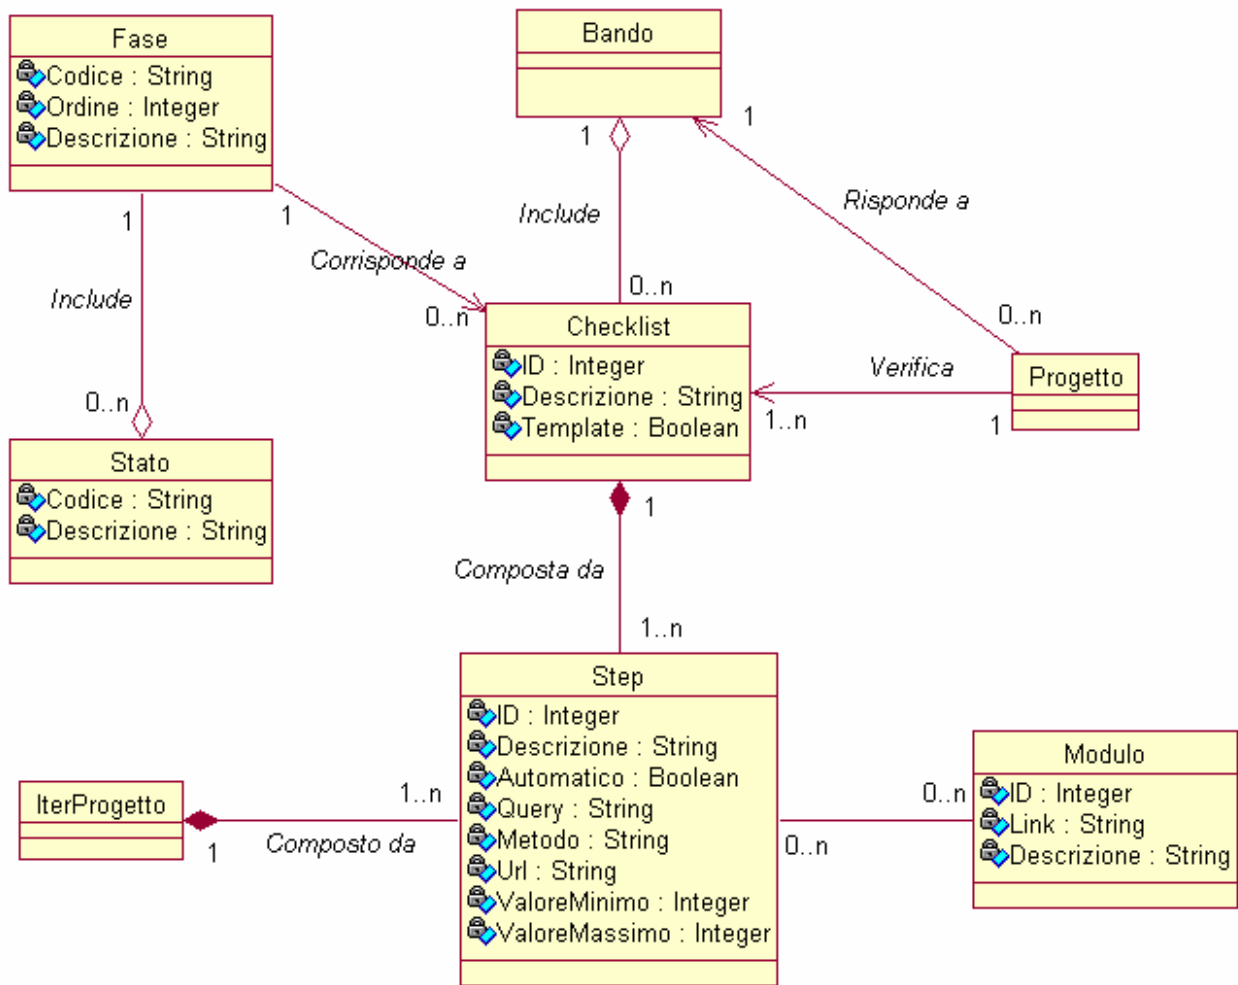 Fase
Codice : String
Ordine : Integer
Descrizione : String
Bando
1
1
1
1
Include
Risponde a
Corrisponde a
Include
0..n
0..n
0..n
Checklist
ID : Integer
Descrizione : String
Template : Boolean
Verifica
Progetto
1..n
1
0..n
Stato
Codice : String
Descrizione : String
1
Composta da
1..n
Step
ID : Integer
Descrizione : String
Automatico : Boolean
Query : String
Metodo : String
Url : String
ValoreMinimo : Integer
ValoreMassimo : Integer
IterProgetto
1..n
1
Composto da
0..n
0..n
Modulo
ID : Integer
Link : String
Descrizione : String